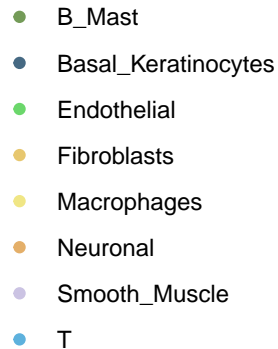 B_Mast
Basal_Keratinocytes
Endothelial
Fibroblasts
Macrophages
Neuronal
Smooth_Muscle
T